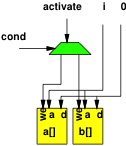 activate i 0
cond
we a d we a d
a[] b[]